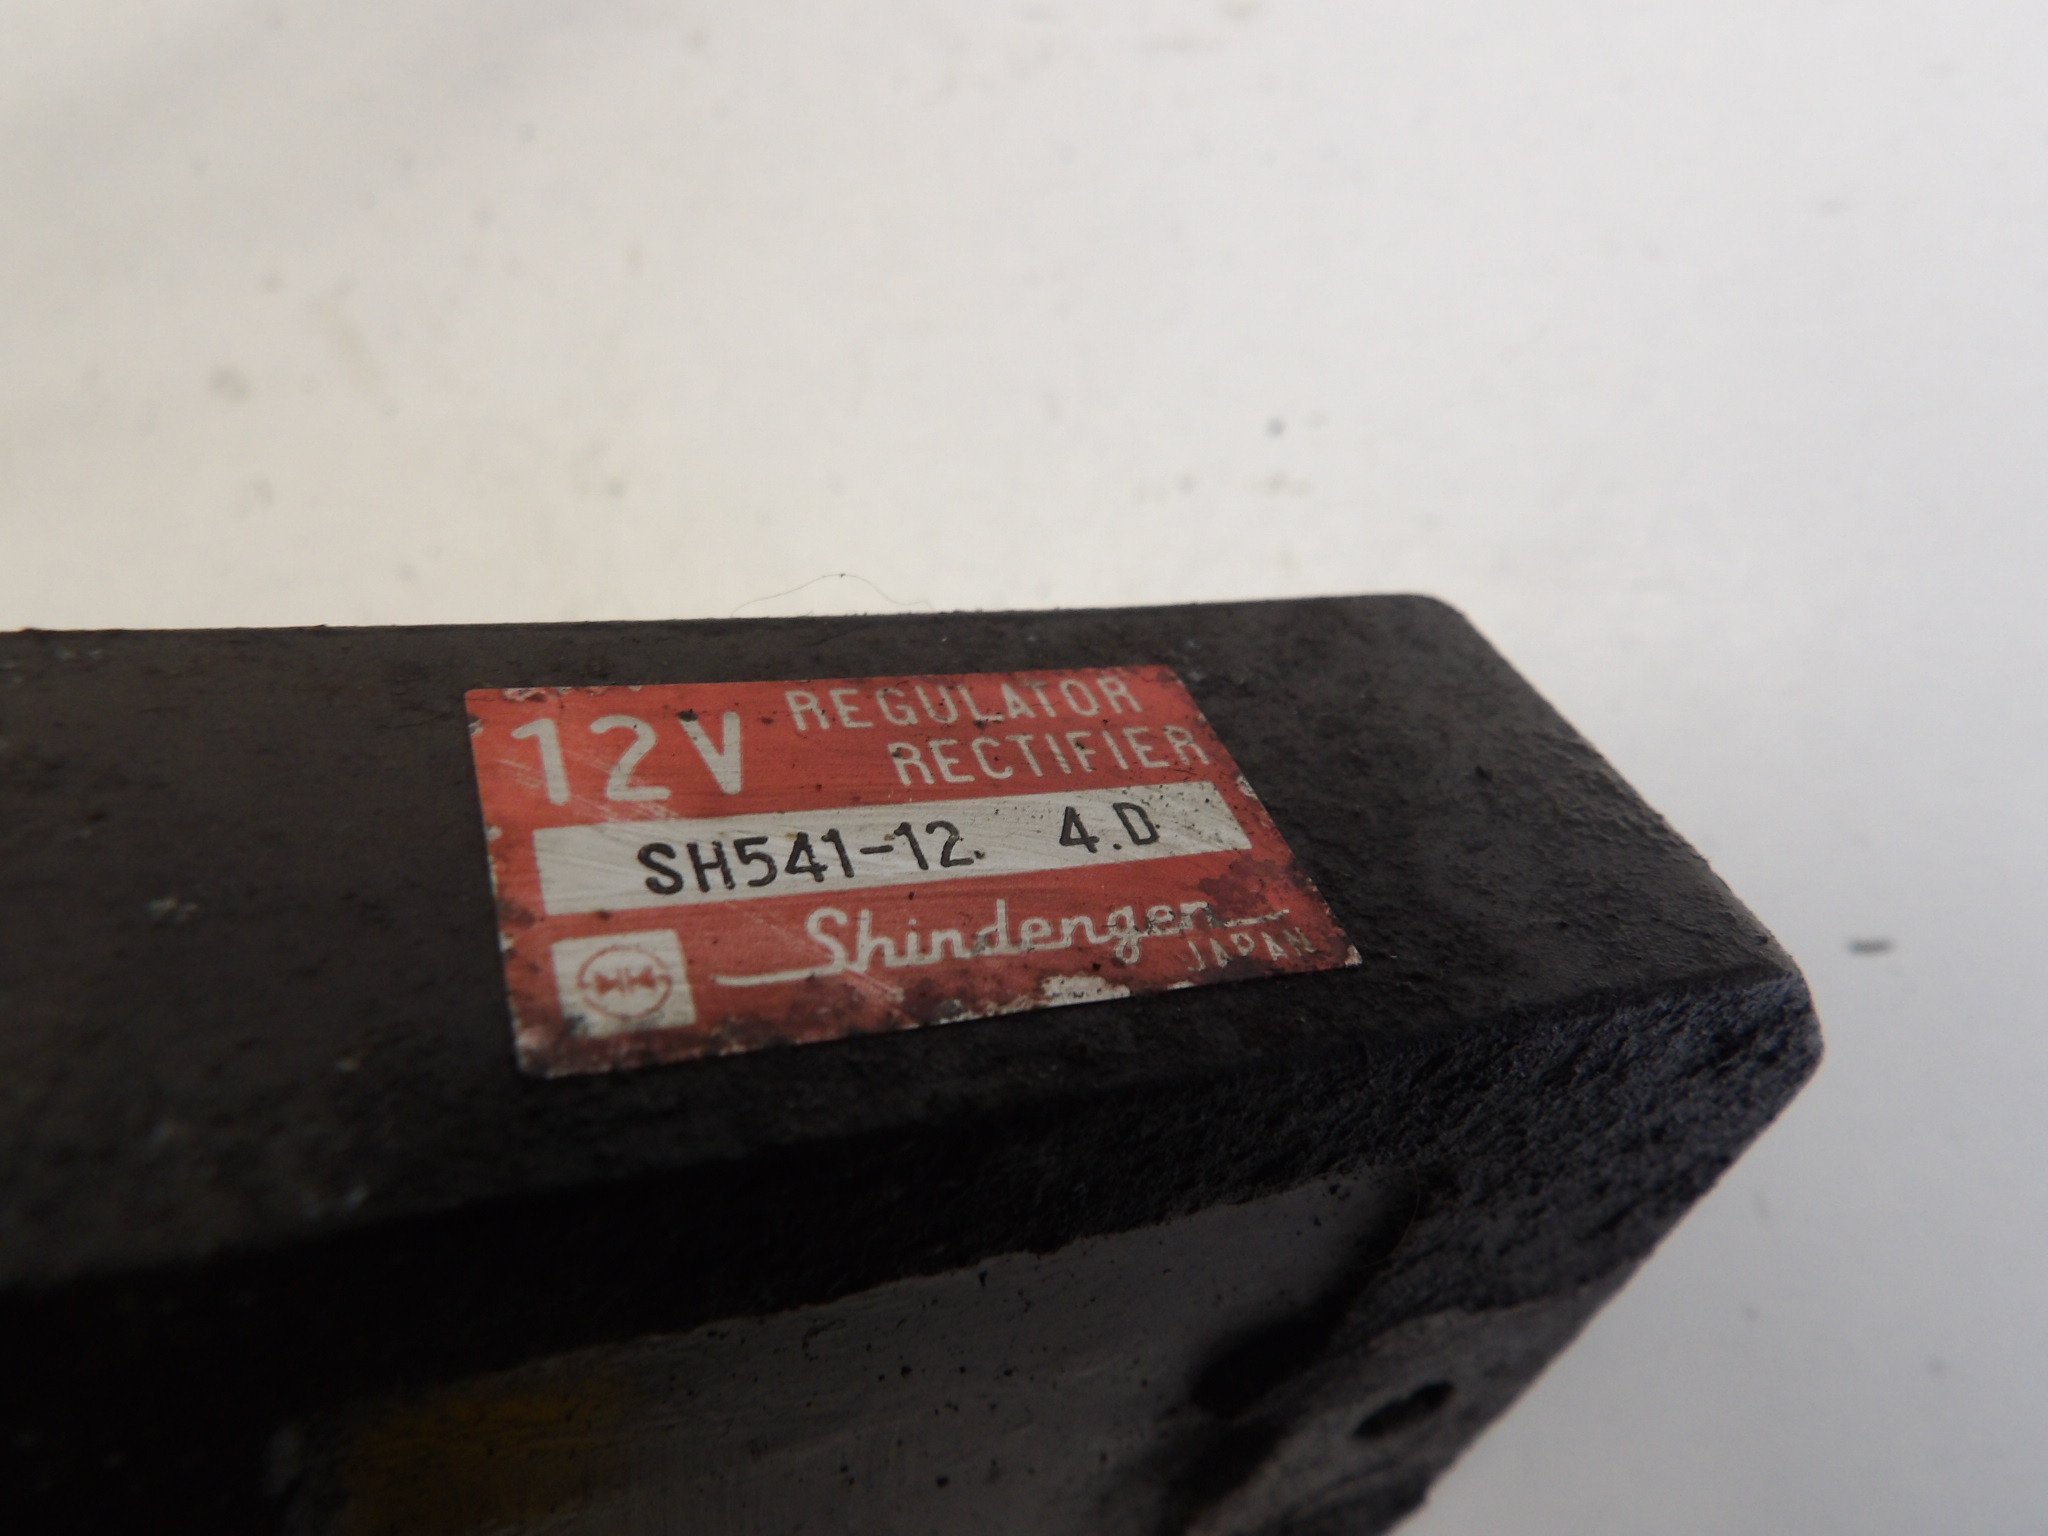 12V REGULATOR
RECTIFIER
SH541-12. 4.D
Shindengen
JAPAN